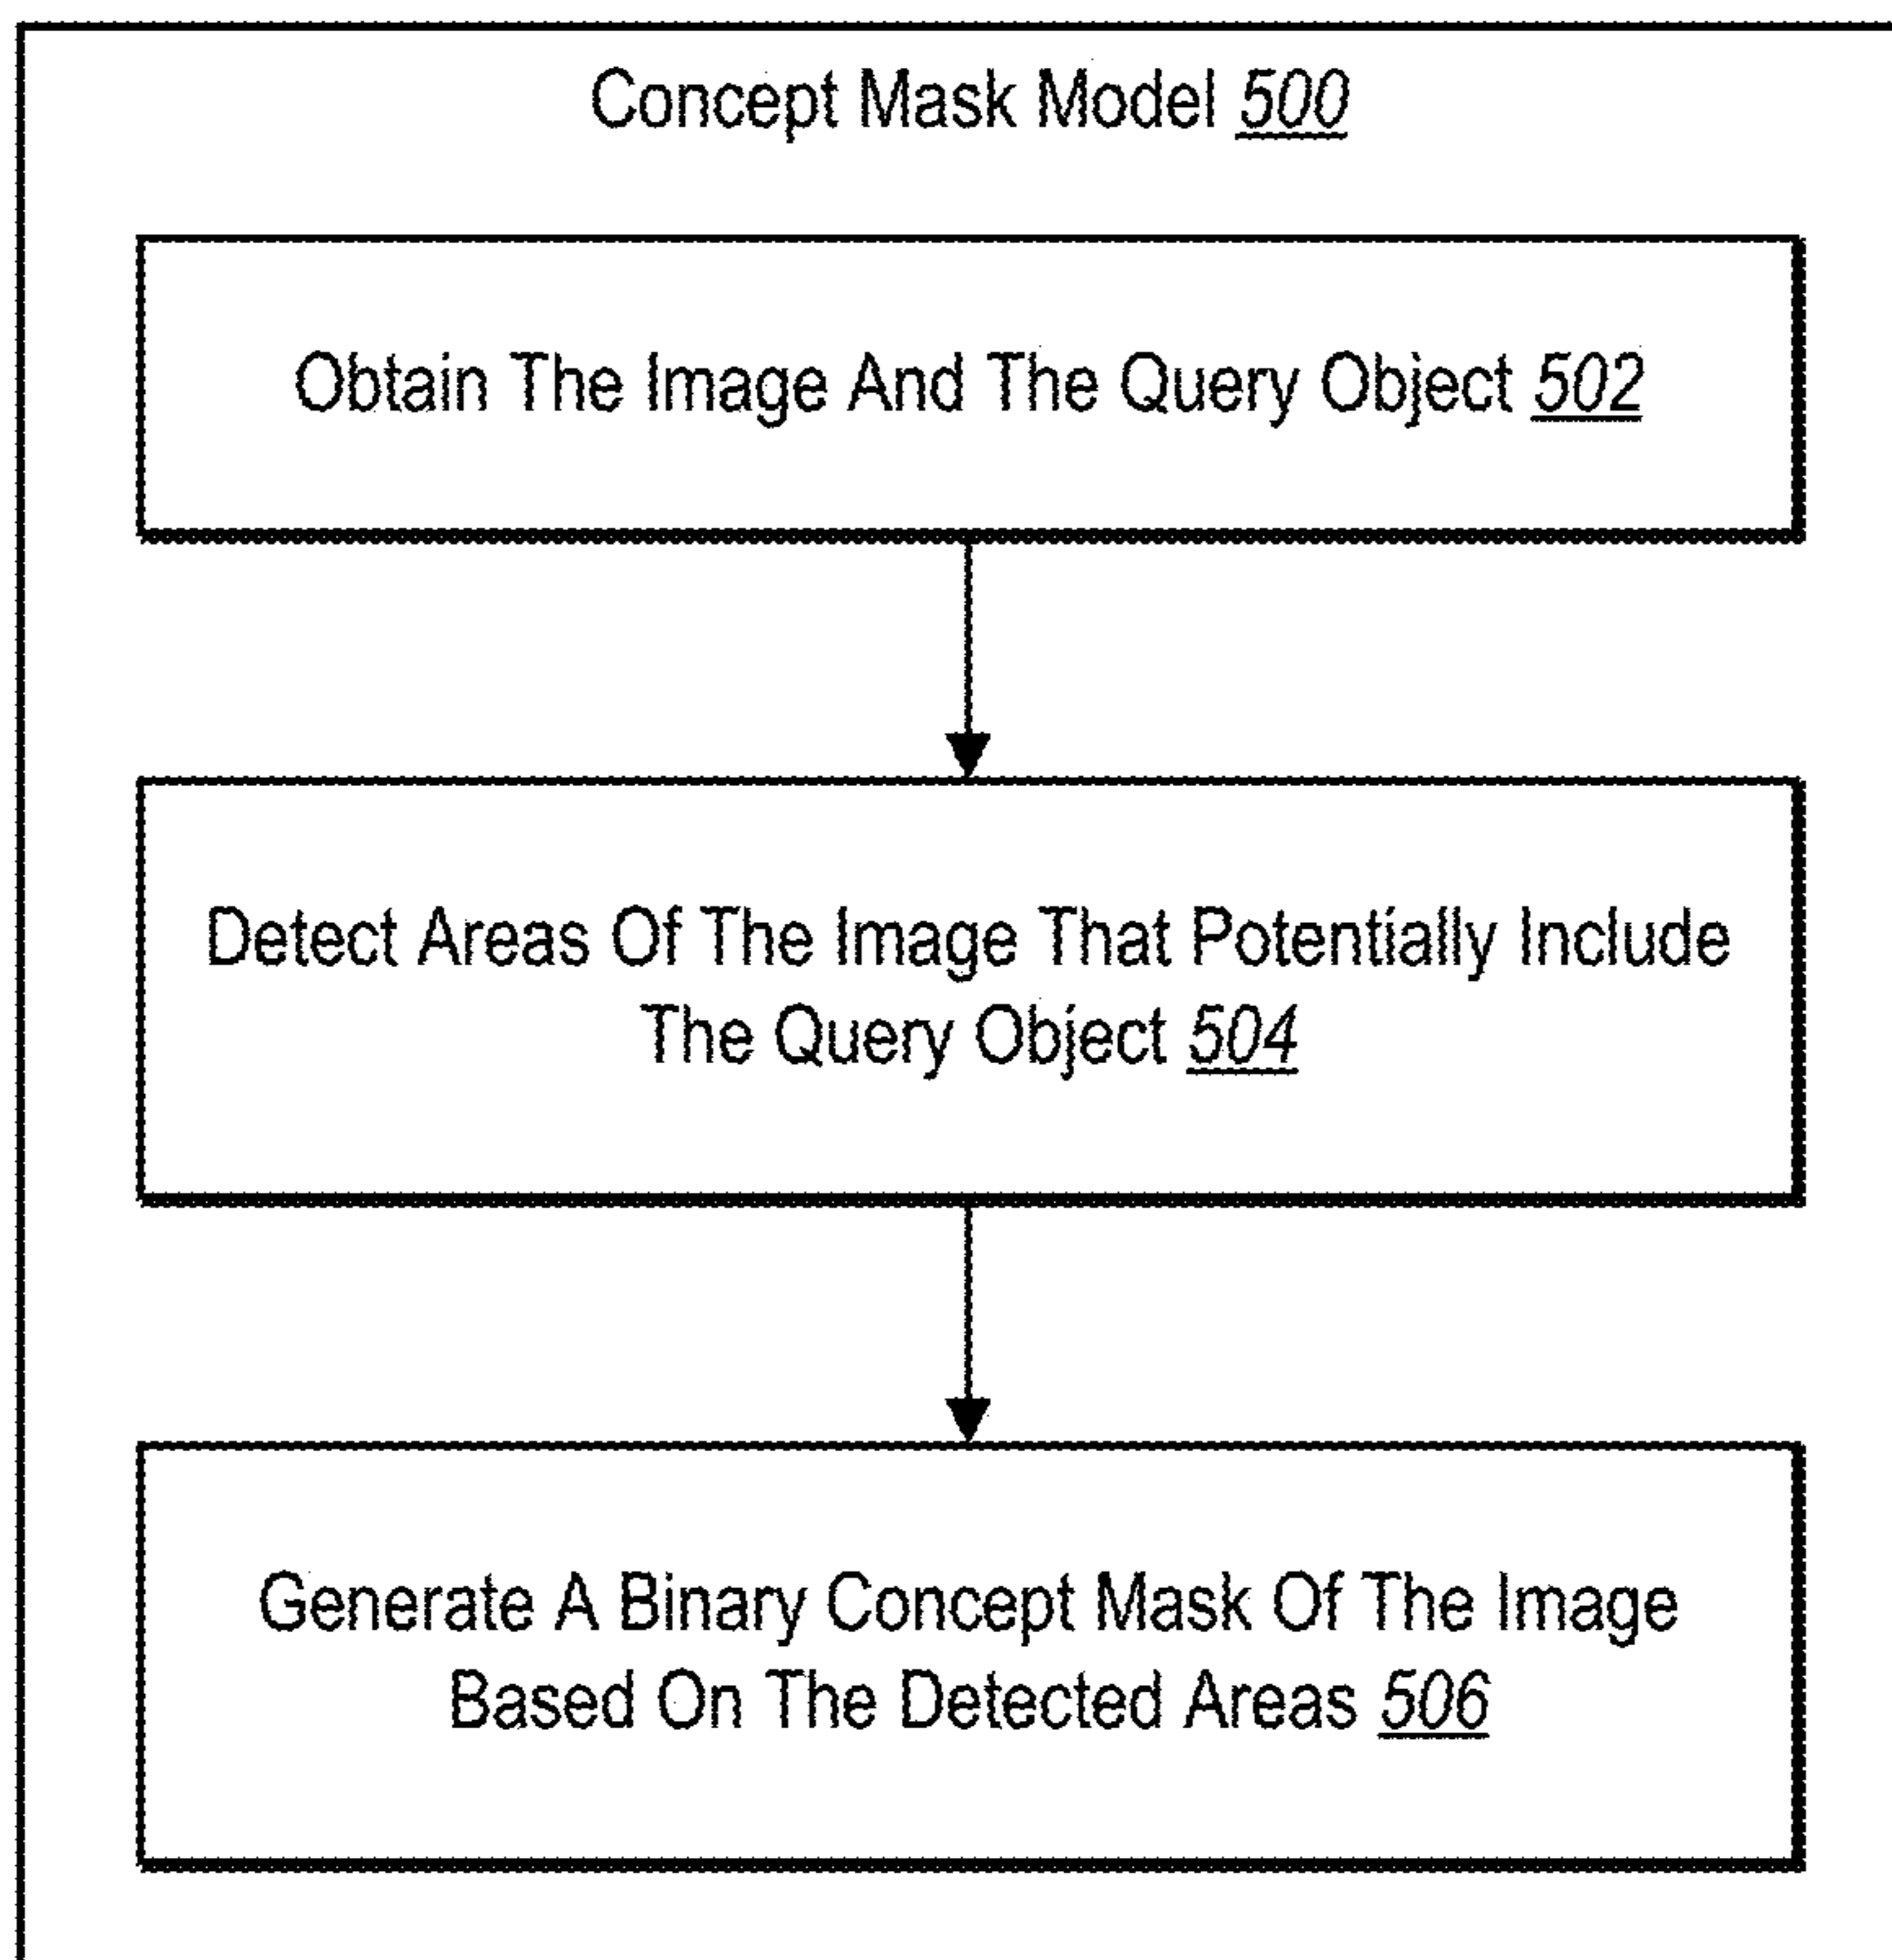 Concept Mask Model 500
Obtain The Image And The Query Object 502
Detect Areas Of The Image That Potentially Include
The Query Object 504
Generate A Binary Concept Mask Of The Image
Based On The Detected Areas 506